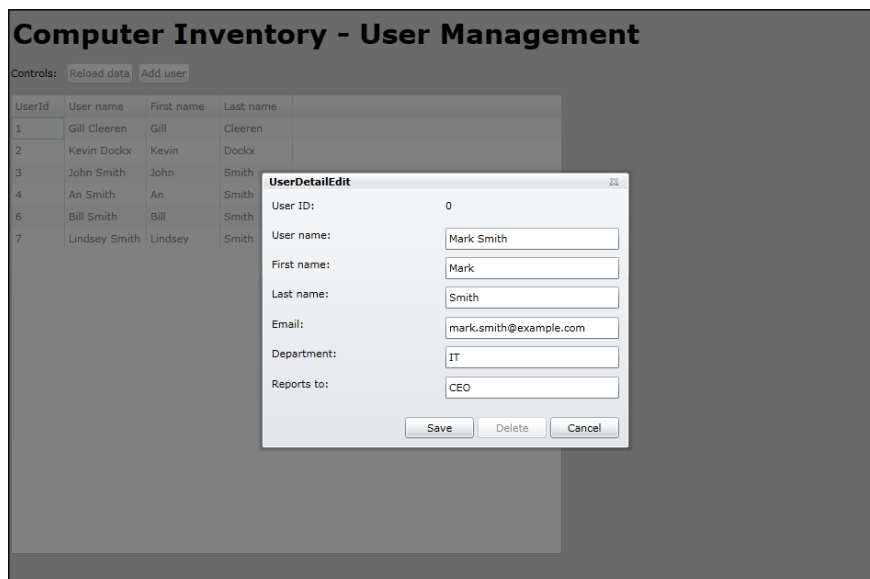 Computer Inventory - User Management
Controls: Reload data Add user
UserId User name First name Last name
1 Gill Cleeren Gill Cleeren
2 Kevin Dockx Kevin Dockx
3 John Smith John Smith
4 An Smith An Smith
6 Bill Smith Bill Smith
7 Lindsey Smith Lindsey Smith
UserDetailEdit
User ID: 0
User name: Mark Smith
First name: Mark
Last name: Smith
Email: mark.smith@example.com
Department: IT
Reports to: CEO
Save Delete Cancel